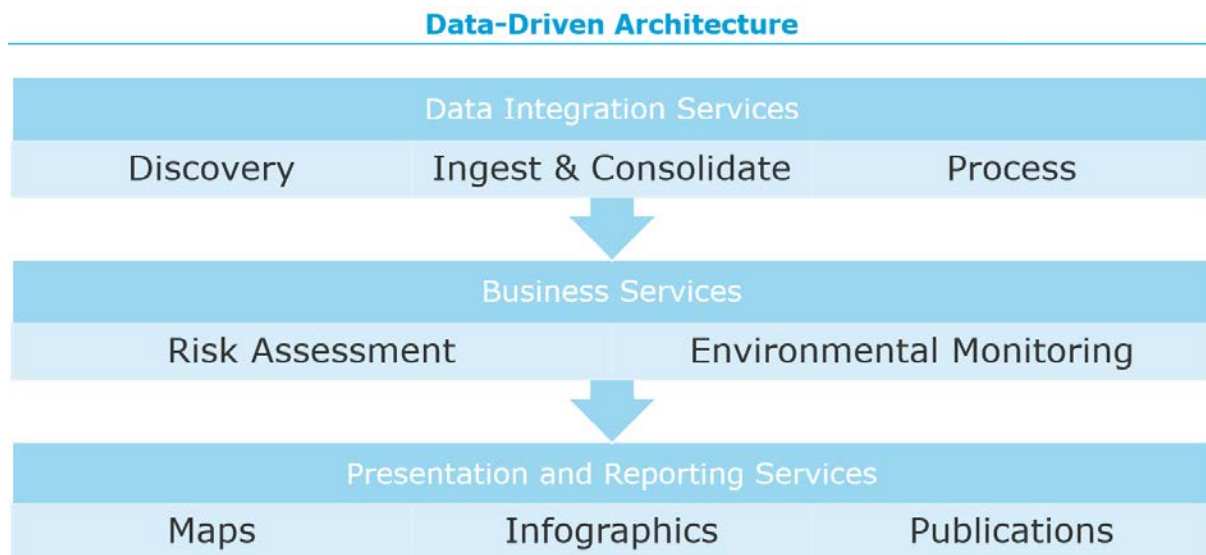 Data-Driven Architecture
Data Integration Services
Discovery Ingest & Consolidate Process
Business Services
Risk Assessment Environmental Monitoring
Presentation and Reporting Services
Maps Infographics Publications